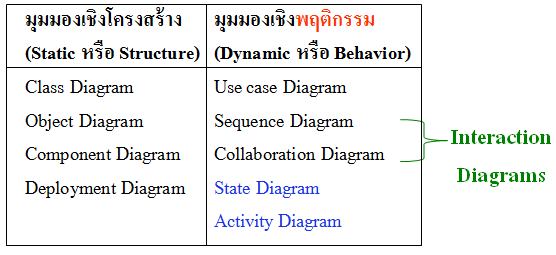 มุมมองเชิงโครงสร้าง
(Static หรือ Structure)
มุมมองเชิงพฤติกรรม
(Dynamic หรือ Behavior)
Class Diagram
Object Diagram
Component Diagram
Deployment Diagram
Use case Diagram
Sequence Diagram
Collaboration Diagram
State Diagram
Activity Diagram
Interaction
Diagrams